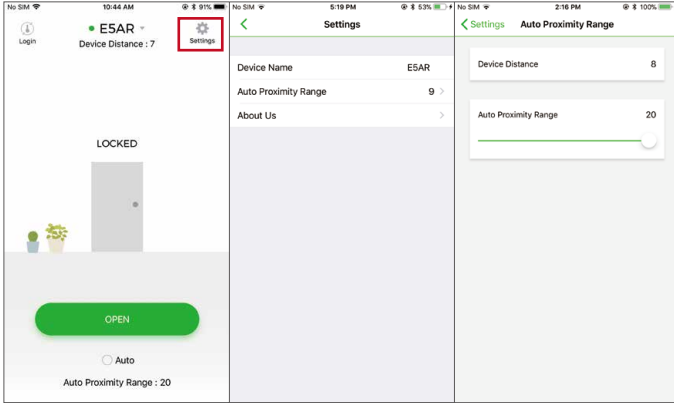 No SIM 10:44 AM 91%
Login
E5AR
Device Distance : 7
Settings
LOCKED
OPEN
Auto
Auto Proximity Range : 20
No SIM 5:19 PM 53%
Settings
Device Name E5AR
Auto Proximity Range 9
About Us
No SIM 2:16 PM 100%
Settings Auto Proximity Range
Device Distance 8
Auto Proximity Range 20